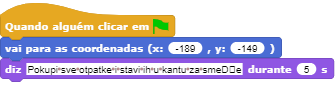 Quando alguém clicar em
vai para as coordenadas (x: -189 , y: -149 )
diz durante 5 s